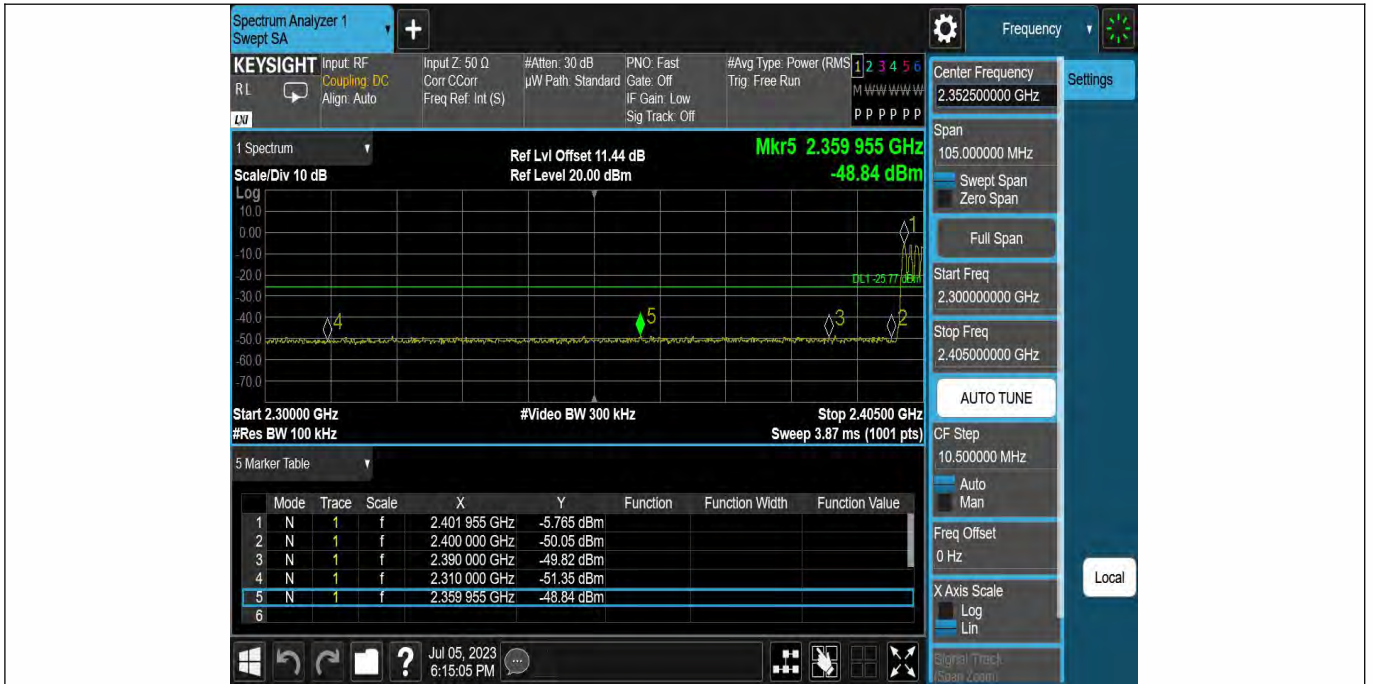 Spectrum Analyzer 1
Swept SA
+
Frequency
KEYSIGHT
RL
LXI
Input: RF
Coupling: DC
Align: Auto
Input Z: 50 Ω
Corr CCorr
Freq Ref: Int (S)
#Atten: 30 dB
µW Path: Standard
PNO: Fast
Gate: Off
IF Gain: Low
Sig Track: Off
#Avg Type: Power (RMS
Trig: Free Run
1 2 3 4 5 6
M W W W W W
P P P P P P
1 Spectrum
Scale/Div 10 dB
Ref Lvl Offset 11.44 dB
Ref Level 20.00 dBm
Mkr5 2.359 955 GHz
-48.84 dBm
Log
10.0
0.00
-10.0
-20.0
-30.0
-40.0
-50.0
-60.0
-70.0
1
DL1 -25.77 dBm
4
5
3
2
Start 2.30000 GHz
#Video BW 300 kHz
Stop 2.40500 GHz
#Res BW 100 kHz
Sweep 3.87 ms (1001 pts)
5 Marker Table
Mode Trace Scale X Y Function Function Width Function Value
1 N 1 f 2.401 955 GHz -5.765 dBm
2 N 1 f 2.400 000 GHz -50.05 dBm
3 N 1 f 2.390 000 GHz -49.82 dBm
4 N 1 f 2.310 000 GHz -51.35 dBm
5 N 1 f 2.359 955 GHz -48.84 dBm
6
?
Jul 05, 2023
6:15:05 PM
Center Frequency
2.352500000 GHz
Settings
Span
105.000000 MHz
Swept Span
Zero Span
Full Span
Start Freq
2.300000000 GHz
Stop Freq
2.405000000 GHz
AUTO TUNE
CF Step
10.500000 MHz
Auto
Man
Freq Offset
0 Hz
Local
X Axis Scale
Log
Lin
Signal Track
(Span Zoom)